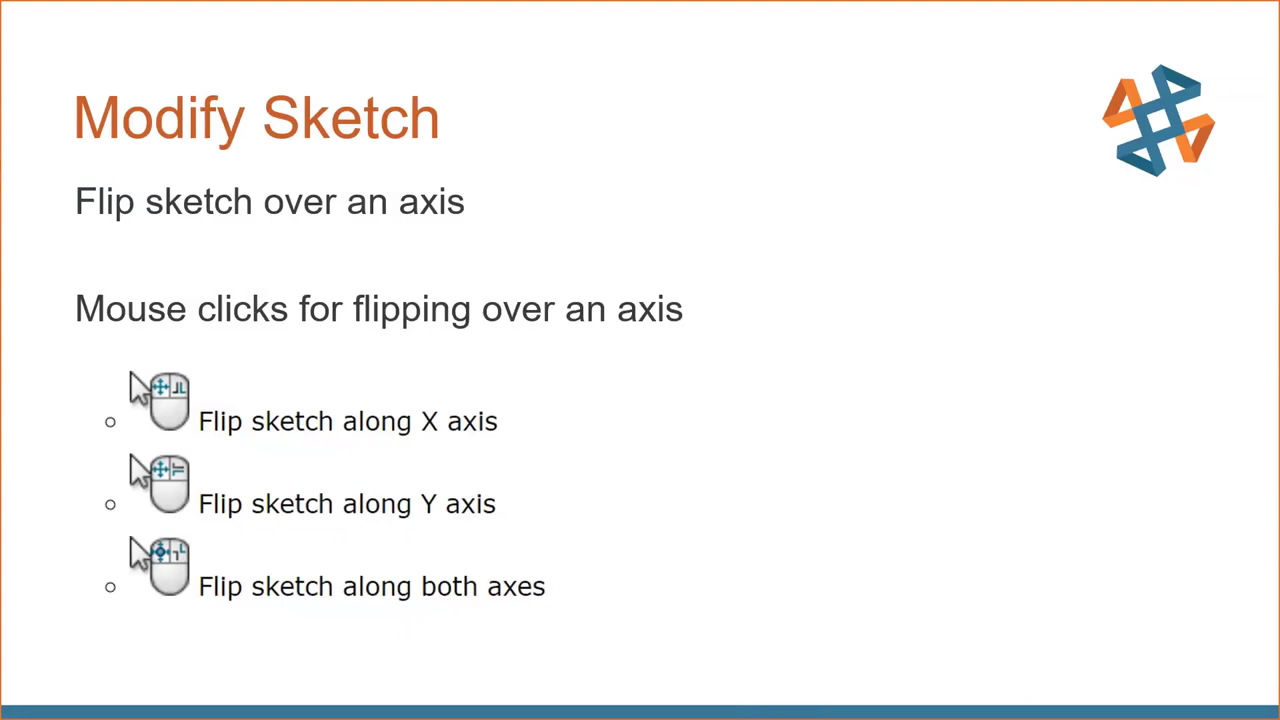 Modify Sketch
Flip sketch over an axis
Mouse clicks for flipping over an axis
Flip sketch along X axis
Flip sketch along Y axis
Flip sketch along both axes